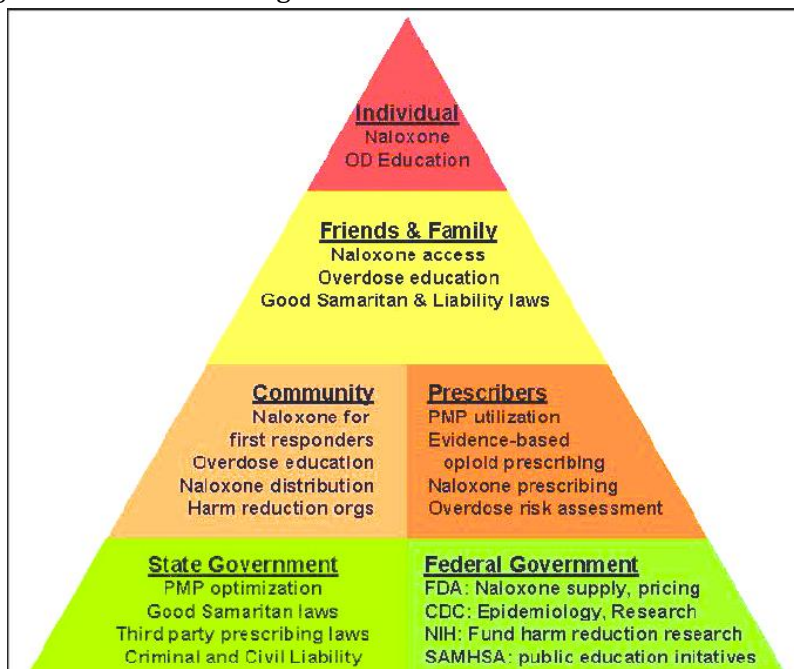 Individual
Naloxone
OD Education
Friends & Family
Naloxone access
Overdose education
Good Samaritan & Liability laws
Community
Naloxone for
first responders
Overdose education
Naloxone distribution
Harm reduction orgs
Prescribers
PMP utilization
Evidence-based
opioid prescribing
Naloxone prescribing
Overdose risk assessment
State Government
PMP optimization
Good Samaritan laws
Third party prescribing laws
Criminal and Civil Liability
Federal Government
FDA: Naloxone supply, pricing
CDC: Epidemiology, Research
NIH: Fund harm reduction research
SAMHSA: public education initatives